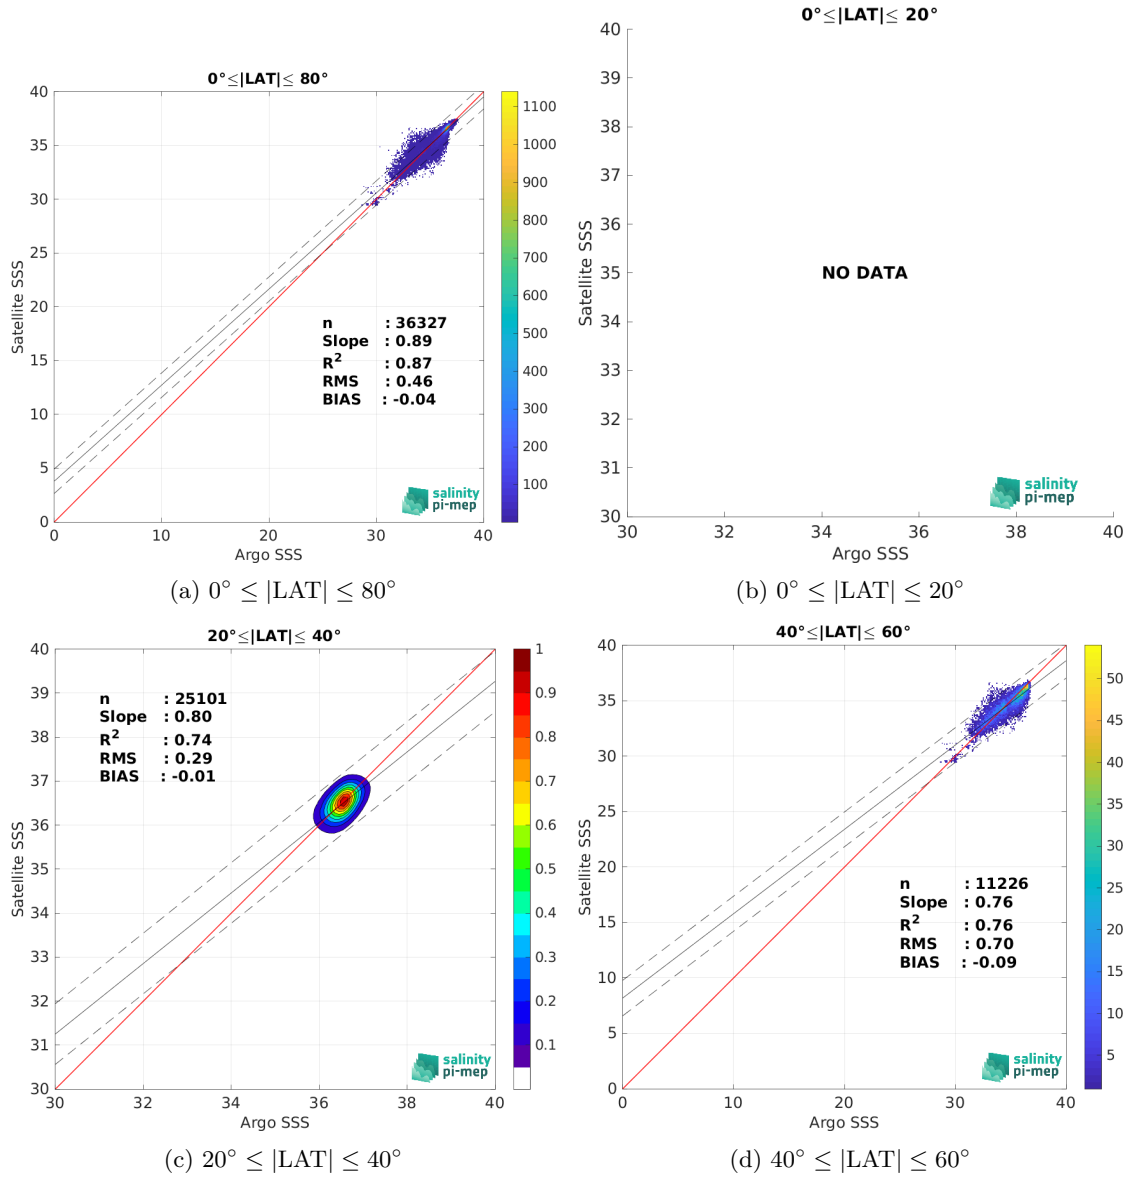 0°≤|LAT|≤ 80°
40
35
30
25
20
15
10
5
0
0
10
20
30
40
Satellite SSS
Argo SSS
n : 36327
Slope : 0.89
R2 : 0.87
RMS : 0.46
BIAS : -0.04
salinity
pi-mep
1100
1000
900
800
700
600
500
400
300
200
100
(a) 0° ≤ |LAT| ≤ 80°
0°≤|LAT|≤ 20°
40
39
38
37
36
35
34
33
32
31
30
30
32
34
36
38
40
Satellite SSS
Argo SSS
NO DATA
salinity
pi-mep
(b) 0° ≤ |LAT| ≤ 20°
20°≤|LAT|≤ 40°
40
39
38
37
36
35
34
33
32
31
30
30
32
34
36
38
40
Satellite SSS
Argo SSS
n : 25101
Slope : 0.80
R2 : 0.74
RMS : 0.29
BIAS : -0.01
salinity
pi-mep
1
0.9
0.8
0.7
0.6
0.5
0.4
0.3
0.2
0.1
(c) 20° ≤ |LAT| ≤ 40°
40°≤|LAT|≤ 60°
40
35
30
25
20
15
10
5
0
0
10
20
30
40
Satellite SSS
Argo SSS
n : 11226
Slope : 0.76
R2 : 0.76
RMS : 0.70
BIAS : -0.09
salinity
pi-mep
50
45
40
35
30
25
20
15
10
5
(d) 40° ≤ |LAT| ≤ 60°